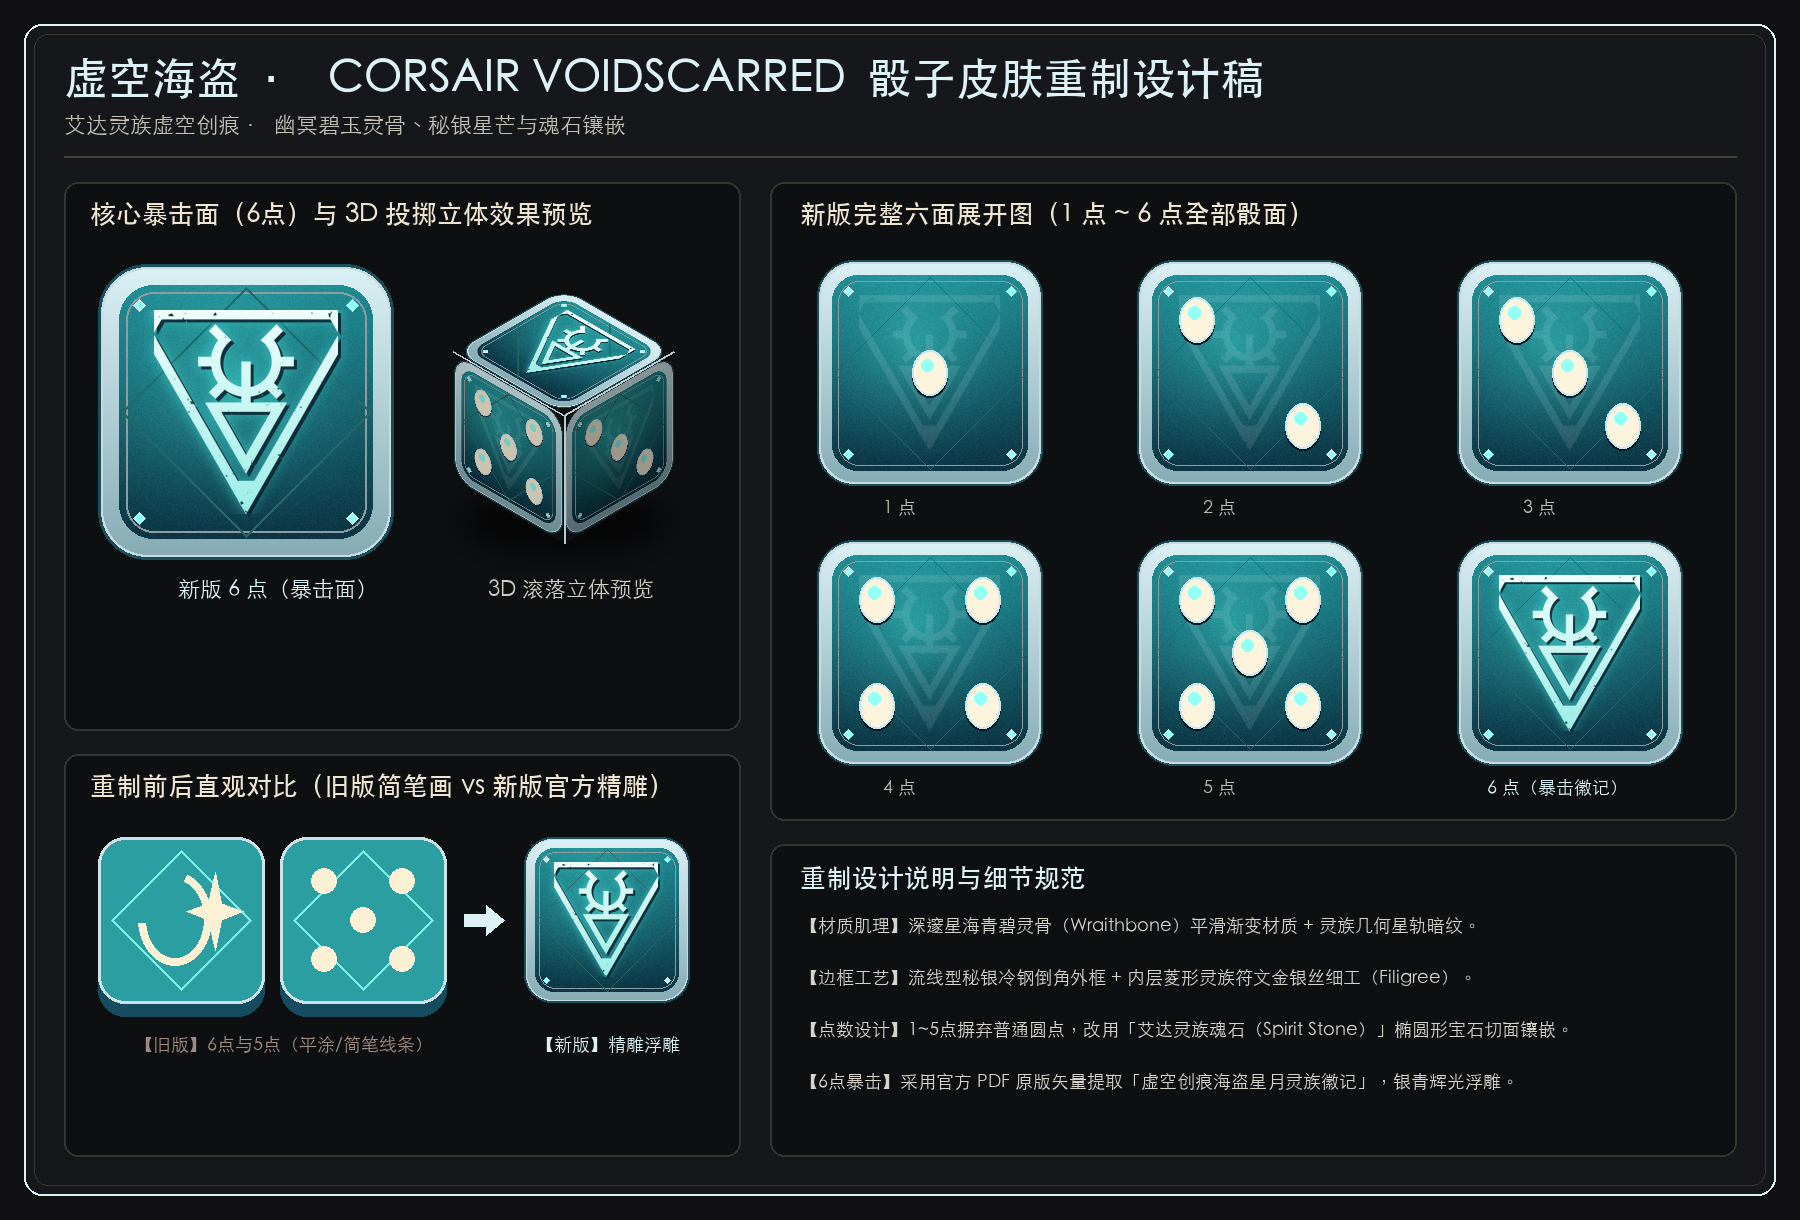 虚空海盗 · CORSAIR VOIDSCARRED 骰子皮肤重制设计稿
艾达灵族虚空创痕 · 幽冥碧玉灵骨、秘银星芒与魂石镶嵌
核心暴击面（6点）与 3D 投掷立体效果预览
新版 6 点（暴击面）
3D 滚落立体预览
重制前后直观对比（旧版简笔画 vs 新版官方精雕）
【旧版】6点与5点（平涂/简笔线条）
【新版】精雕浮雕
新版完整六面展开图（1 点 ~ 6 点全部骰面）
1 点
2 点
3 点
4 点
5 点
6 点（暴击徽记）
重制设计说明与细节规范
【材质肌理】深邃星海青碧灵骨（Wraithbone）平滑渐变材质 + 灵族几何星轨暗纹。
【边框工艺】流线型秘银冷钢倒角外框 + 内层菱形灵族符文金银丝细工（Filigree）。
【点数设计】1~5点摒弃普通圆点，改用「艾达灵族魂石（Spirit Stone）」椭圆形宝石切面镶嵌。
【6点暴击】采用官方 PDF 原版矢量提取「虚空创痕海盗星月灵族徽记」，银青辉光浮雕。